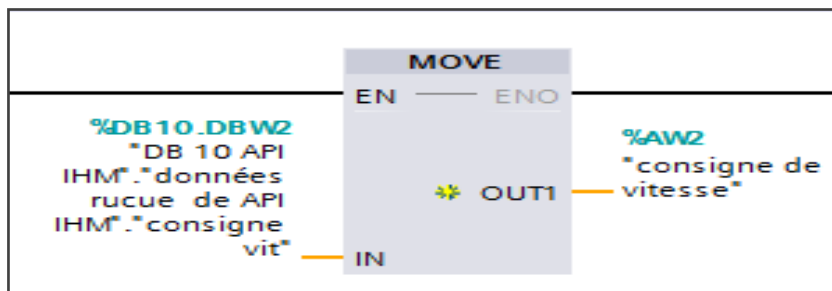 MOVE
EN
ENO
%DB10.DBW2
"DB 10 API
IHM"."données
rucue de API
IHM"."consigne
vit"
IN
OUT1
%AW2
"consigne de
vitesse"